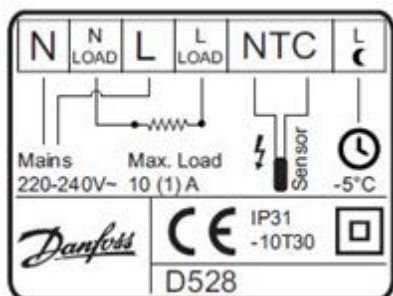 N N LOAD L L LOAD NTC L
Sensor
Mains Max. Load
220-240V~ 10 (1) A -5°C
Danfoss CE IP31
-10T30
D528